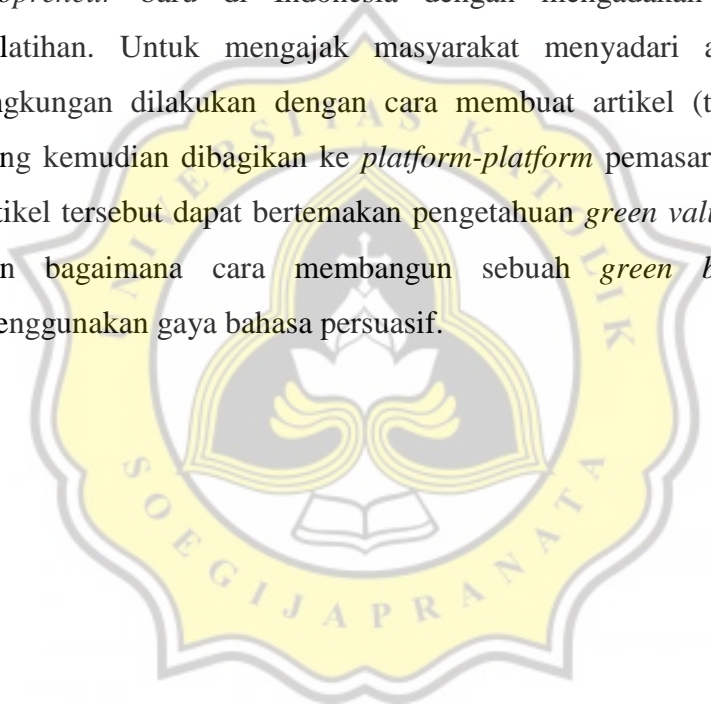 opreneur baru di Indonesia dengan mengadakan
latihan. Untuk mengajak masyarakat menyadari a
ngkungan dilakukan dengan cara membuat artikel (t
ng kemudian dibagikan ke platform-platform pemasar
tikel tersebut dapat bertemakan pengetahuan green valu
n bagaimana cara membangun sebuah green b
enggunakan gaya bahasa persuasif.
UNIVERSITAS KATOLIK
SOEGIJAPRANATA